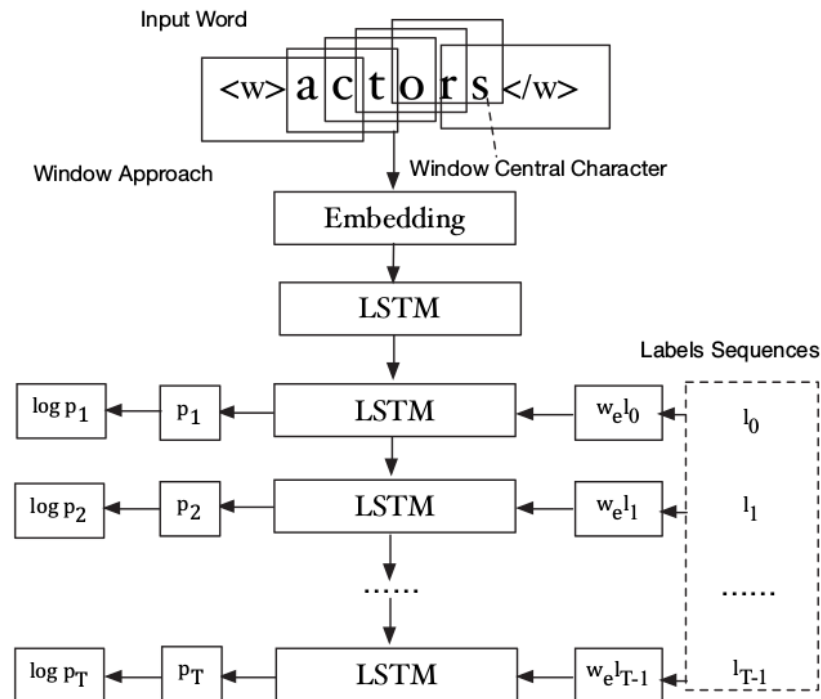 Input Word
<w> a c t o r s </w>
Window Approach
Window Central Character
Embedding
LSTM
Labels Sequences
log p1 p1 LSTM wel0 l0
log p2 p2 LSTM wel1 l1
...... ......
log pT pT LSTM welT-1 lT-1